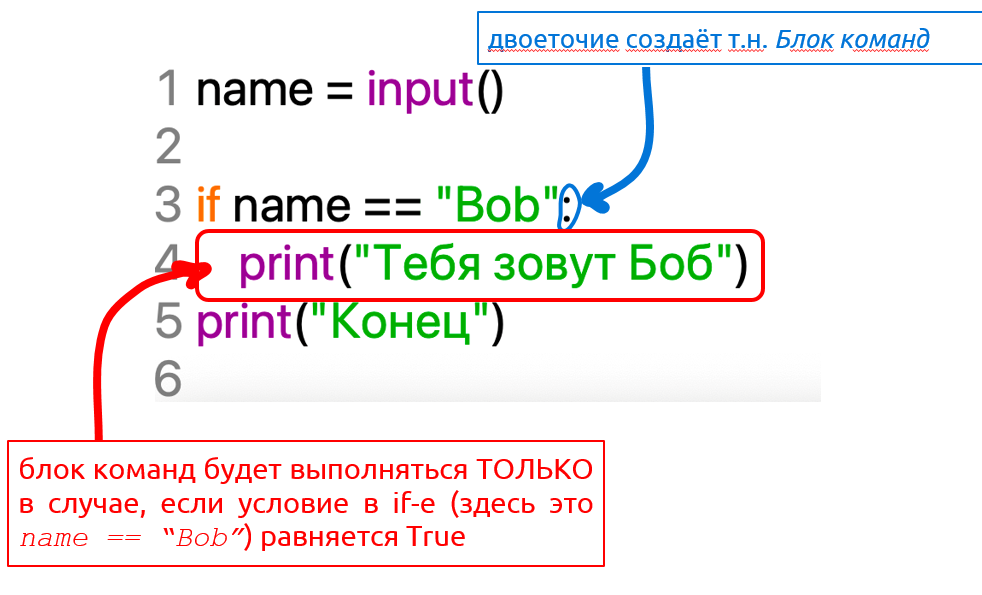 двоеточие создаёт т.н. Блок команд
1 name = input()
2
3 if name == "Bob":
4 print("Тебя зовут Боб")
5 print("Конец")
6
блок команд будет выполняться ТОЛЬКО
в случае, если условие в if-е (здесь это
name == “Bob”) равняется True